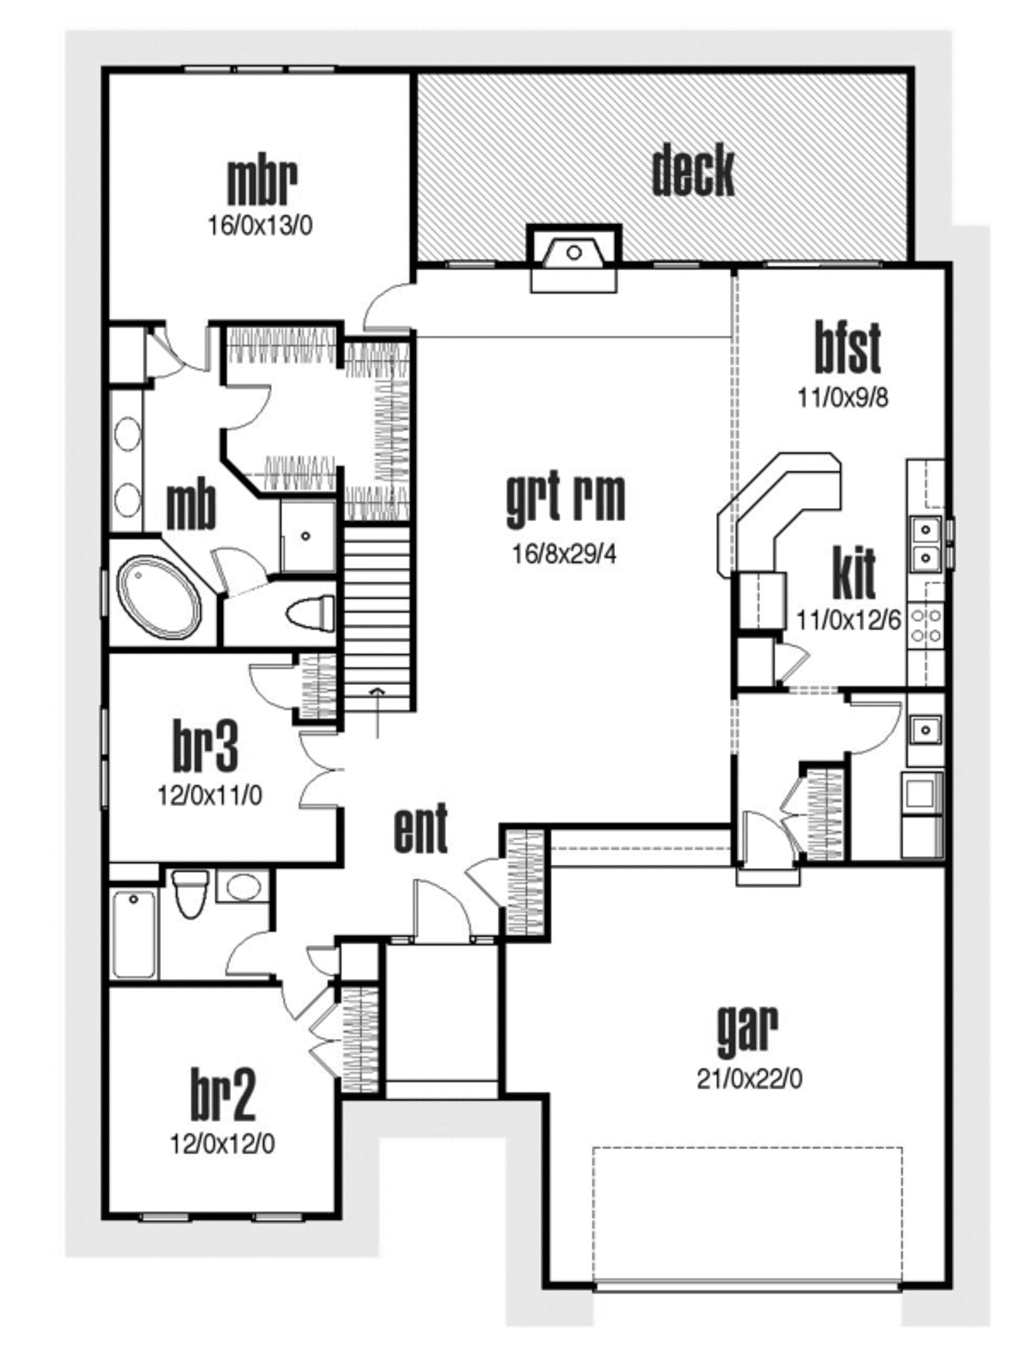 mbr
16/0x13/0
deck
bfst
11/0x9/8
grt rm
16/8x29/4
mb
kit
11/0x12/6
br3
12/0x11/0
ent
gar
21/0x22/0
br2
12/0x12/0